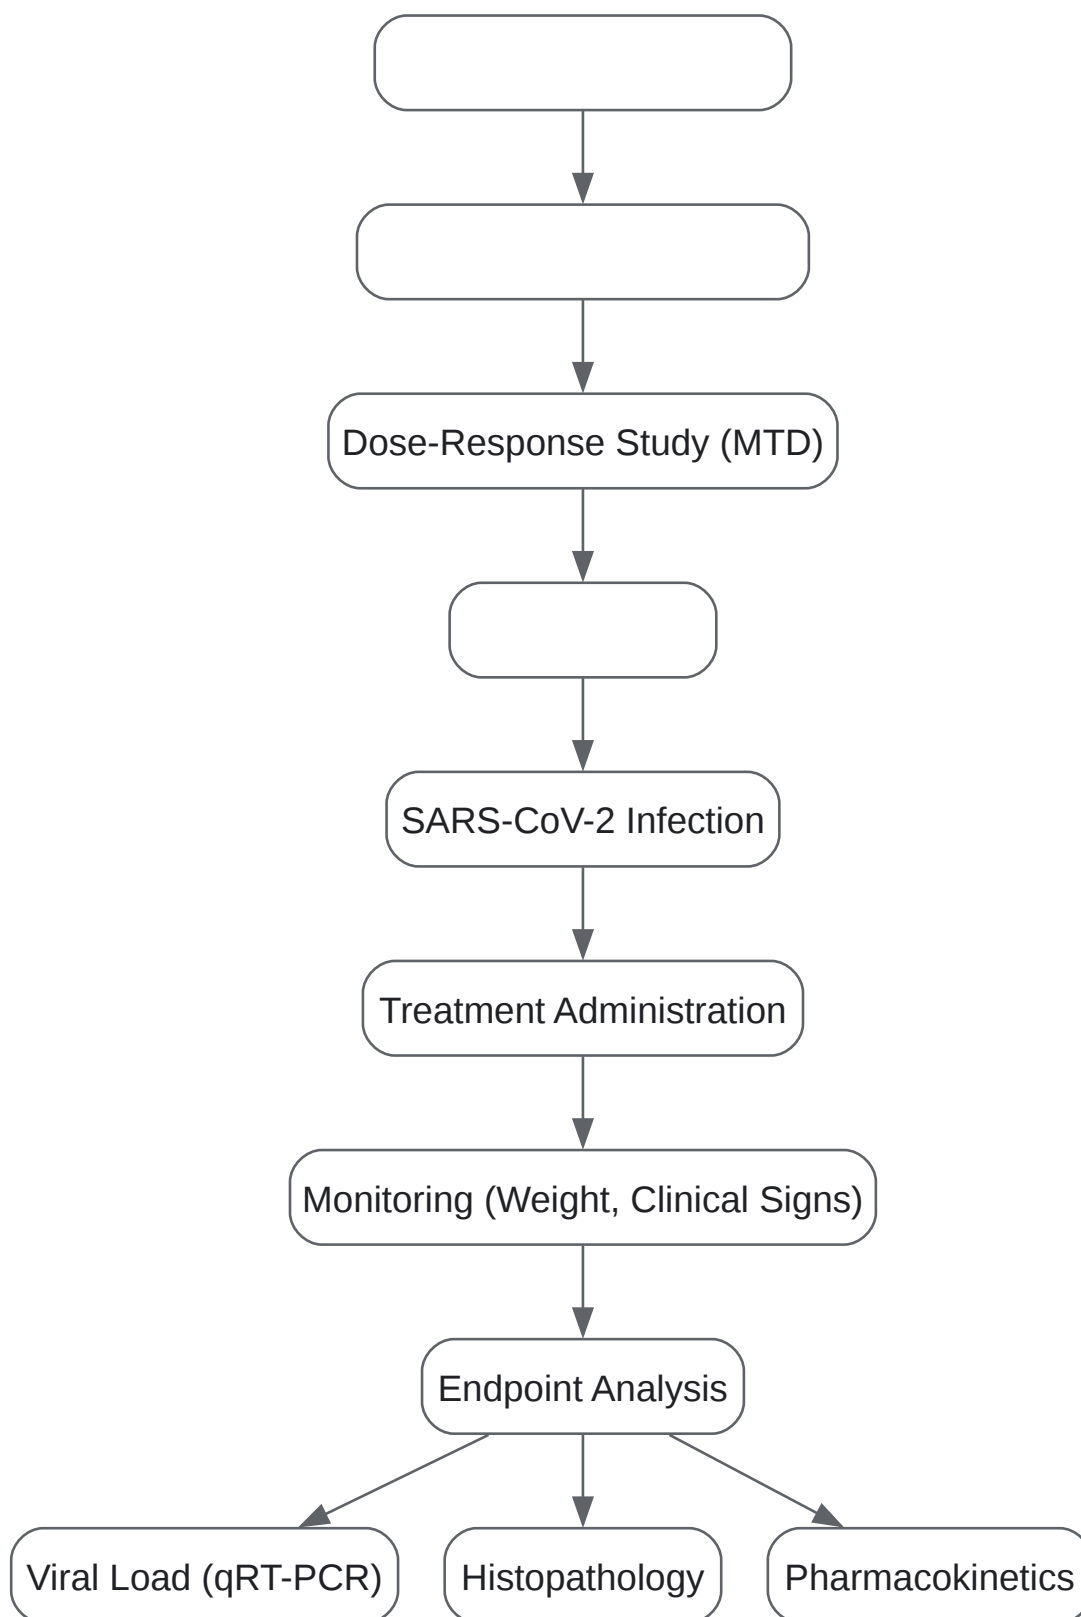 Dose-Response Study (MTD)
SARS-CoV-2 Infection
Treatment Administration
Monitoring (Weight, Clinical Signs)
Endpoint Analysis
Viral Load (qRT-PCR)
Histopathology
Pharmacokinetics